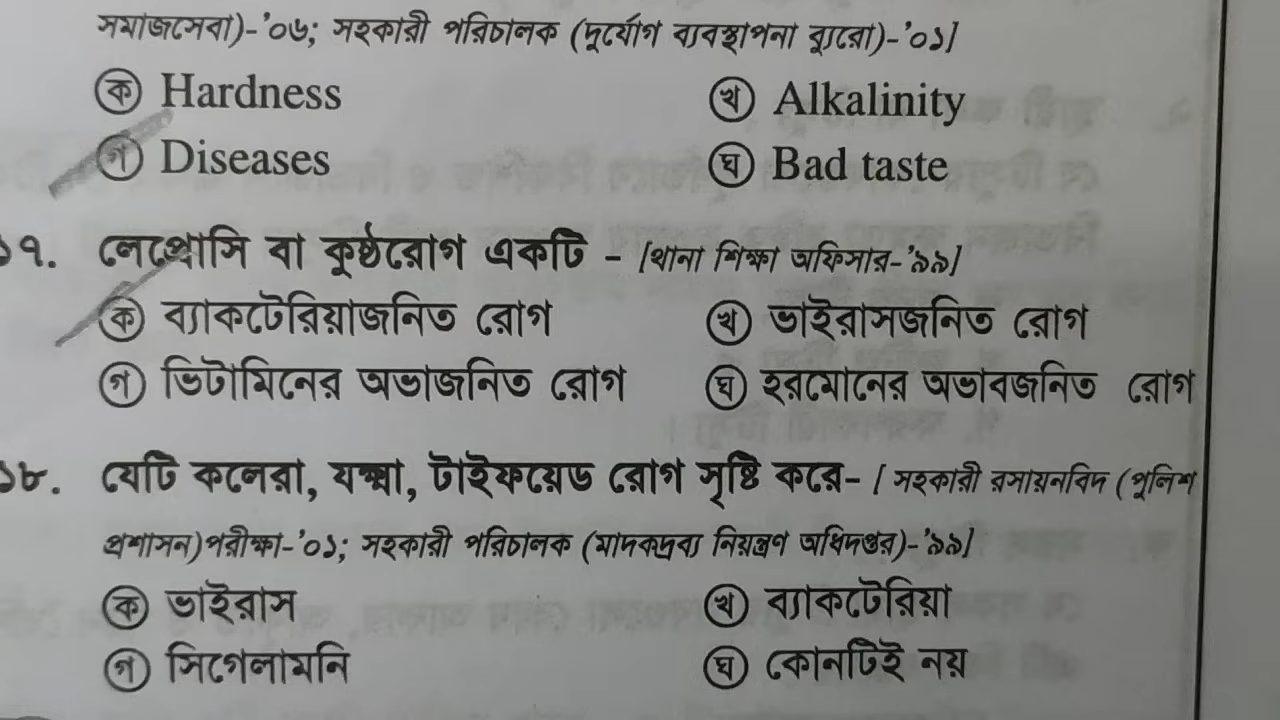 সমাজসেবা)-'০৬; সহকারী পরিচালক (দুর্যোগ ব্যবস্থাপনা ব্যুরো)-'০১]
ক Hardness খ Alkalinity
গ Diseases ঘ Bad taste
১৭. লেপ্রোসি বা কুষ্ঠরোগ একটি - [থানা শিক্ষা অফিসার-'৯৯]
ক ব্যাকটেরিয়াজনিত রোগ খ ভাইরাসজনিত রোগ
গ ভিটামিনের অভাজনিত রোগ ঘ হরমোনের অভাবজনিত রোগ
১৮. যেটি কলেরা, যক্ষ্মা, টাইফয়েড রোগ সৃষ্টি করে- [ সহকারী রসায়নবিদ (পুলিশ
প্রশাসন)পরীক্ষা-'০১; সহকারী পরিচালক (মাদকদ্রব্য নিয়ন্ত্রণ অধিদপ্তর)-'৯৯]
ক ভাইরাস খ ব্যাকটেরিয়া
গ সিগেলামনি ঘ কোনটিই নয়